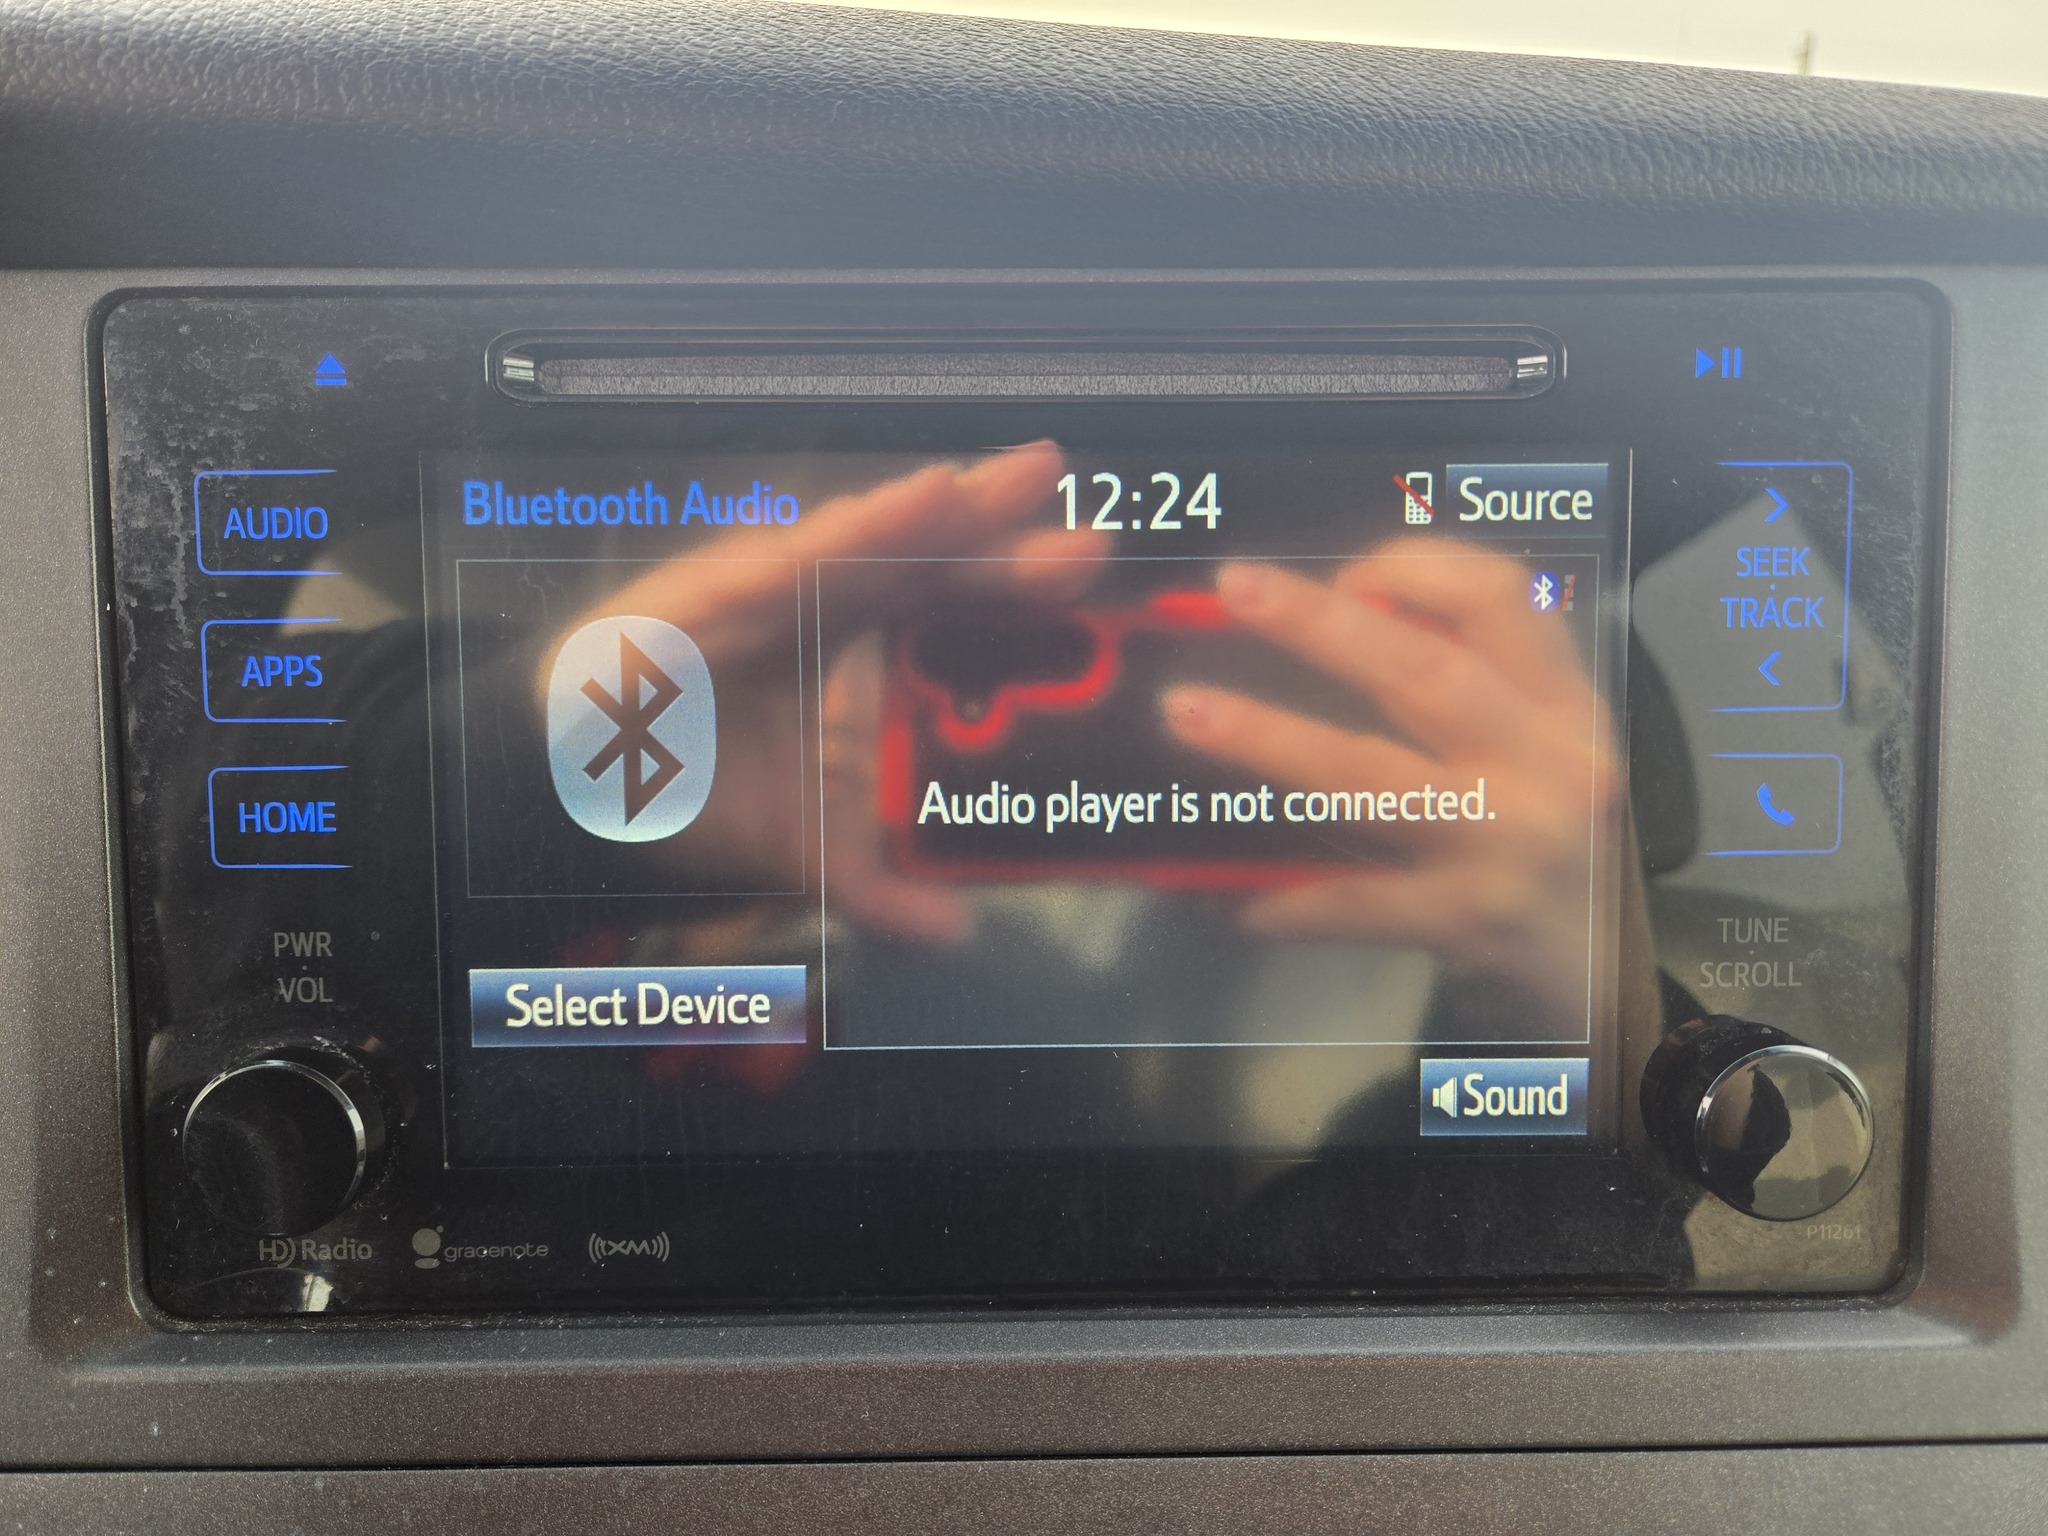 AUDIO
APPS
HOME
PWR
VOL
Bluetooth Audio
12:24
Source
Audio player is not connected.
Select Device
Sound
SEEK
TRACK
TUNE
SCROLL
HD Radio
gracenote
((XM))
P11261